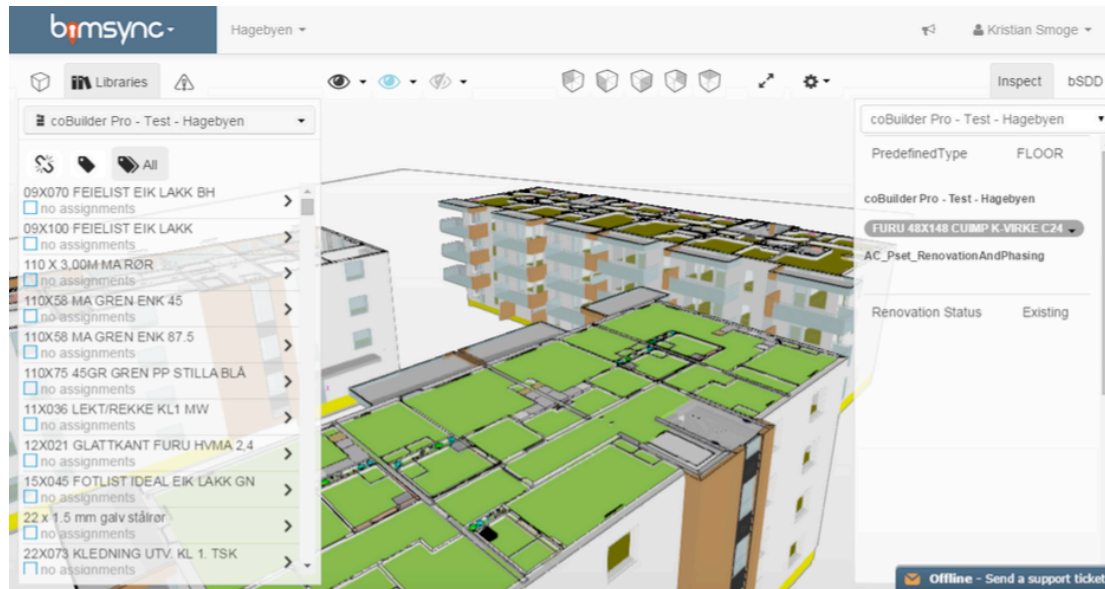 bimsync
Hagebyen
Kristian Smoge
Libraries
Inspect
bSDD
coBuilder Pro - Test - Hagebyen
All
09X070 FEIELIST EIK LAKK BH
no assignments
09X100 FEIELIST EIK LAKK
no assignments
110 X 3,00M MA RØR
no assignments
110X58 MA GREN ENK 45
no assignments
110X58 MA GREN ENK 87.5
no assignments
110X75 45GR GREN PP STILLA BLÅ
no assignments
11X036 LEKT/REKKE KL1 MW
no assignments
12X021 GLATTKANT FURU HVMA 2,4
no assignments
15X045 FOTLIST IDEAL EIK LAKK GN
no assignments
22 x 1.5 mm galv stålrør
no assignments
22X073 KLEDNING UTV. KL 1. TSK
no assignments
coBuilder Pro - Test - Hagebyen
PredefinedType FLOOR
coBuilder Pro - Test - Hagebyen
FURU 48X148 CUIMP K-VIRKE C24
AC_Pset_RenovationAndPhasing
Renovation Status Existing
Offline - Send a support ticket